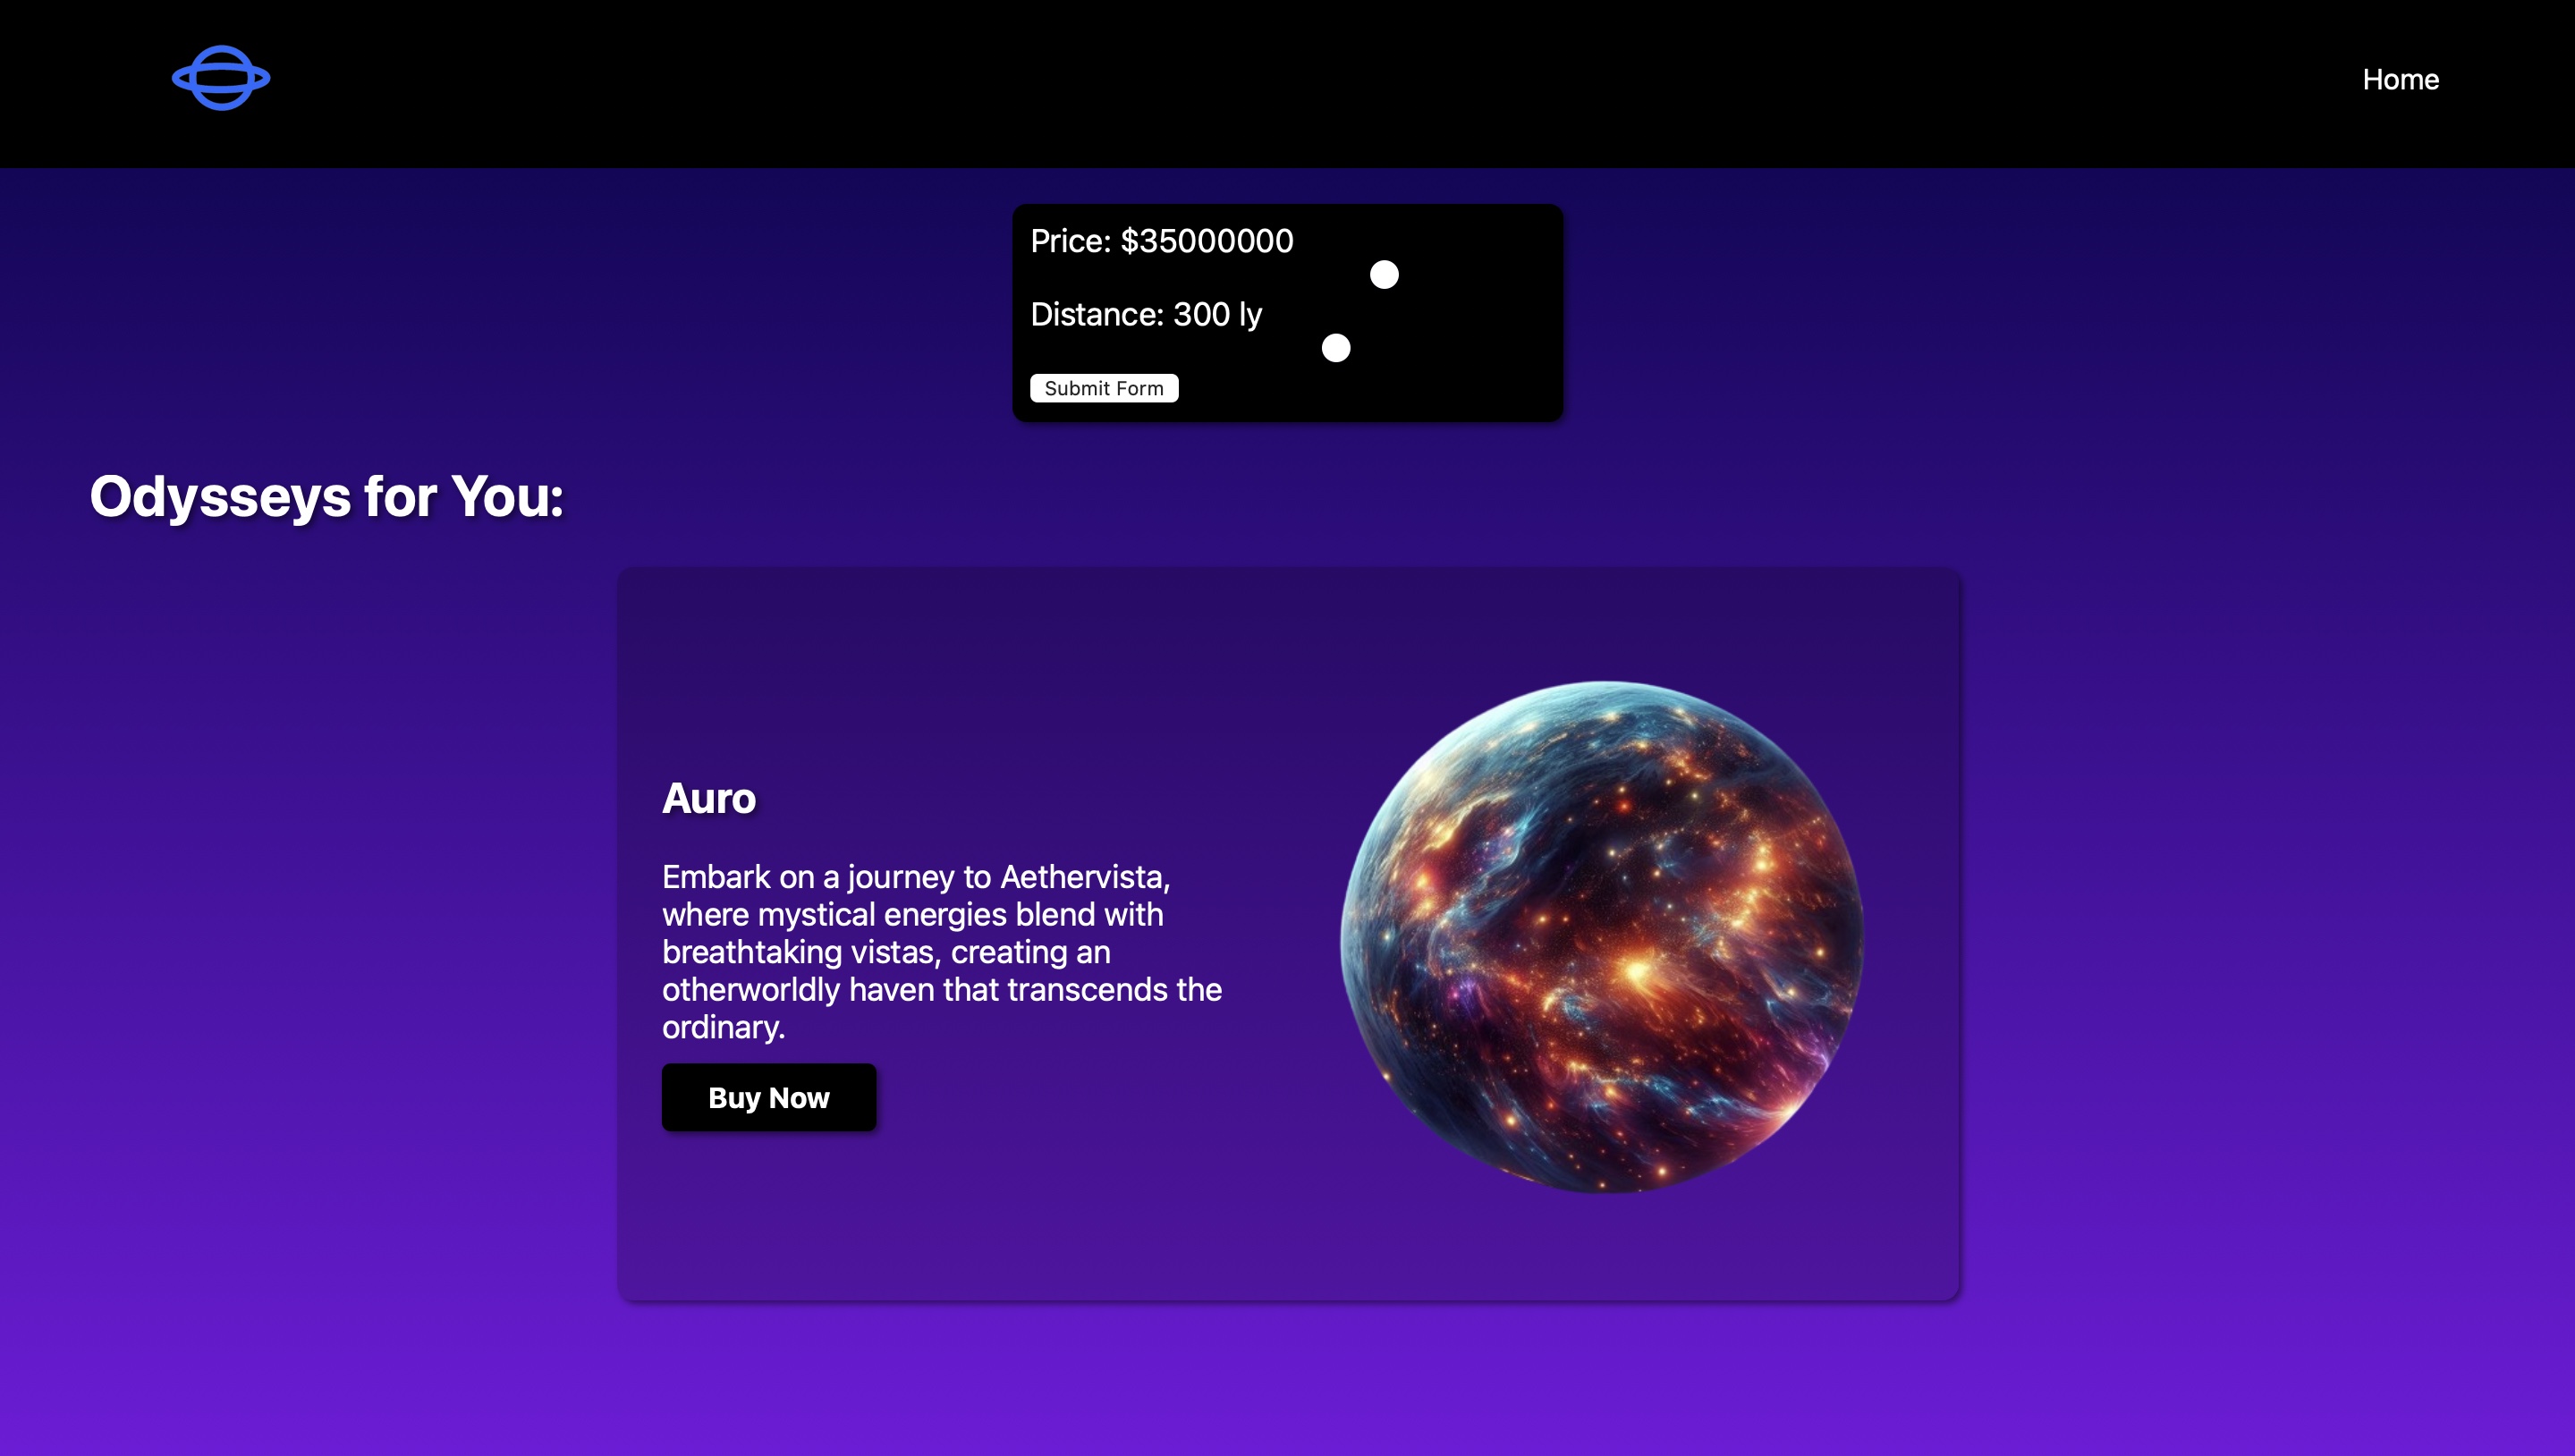 Home
Price: $35000000
Distance: 300 ly
Submit Form
Odysseys for You:
Auro
Embark on a journey to Aethervista,
where mystical energies blend with
breathtaking vistas, creating an
otherworldly haven that transcends the
ordinary.
Buy Now